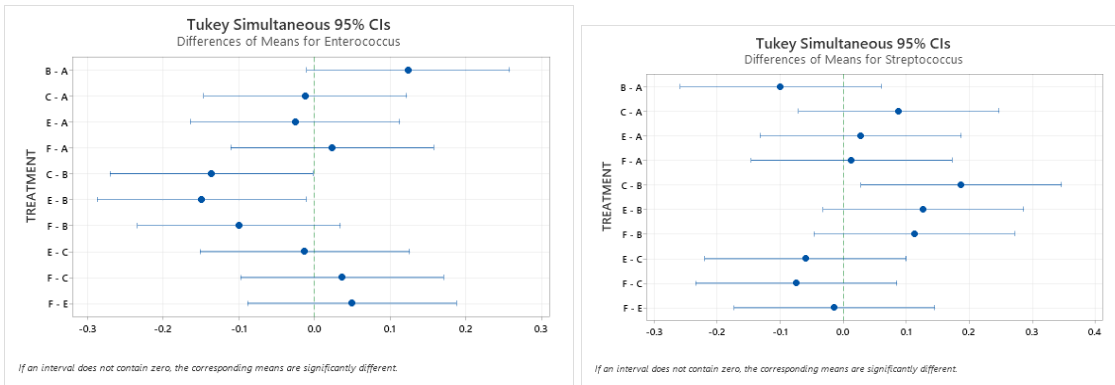 Tukey Simultaneous 95% CIs
Differences of Means for Enterococcus
TREATMENT
B - A
C - A
E - A
F - A
C - B
E - B
F - B
E - C
F - C
F - E
-0.3 -0.2 -0.1 0.0 0.1 0.2 0.3
If an interval does not contain zero, the corresponding means are significantly different.
Tukey Simultaneous 95% CIs
Differences of Means for Streptococcus
TREATMENT
B - A
C - A
E - A
F - A
C - B
E - B
F - B
E - C
F - C
F - E
-0.3 -0.2 -0.1 0.0 0.1 0.2 0.3 0.4
If an interval does not contain zero, the corresponding means are significantly different.